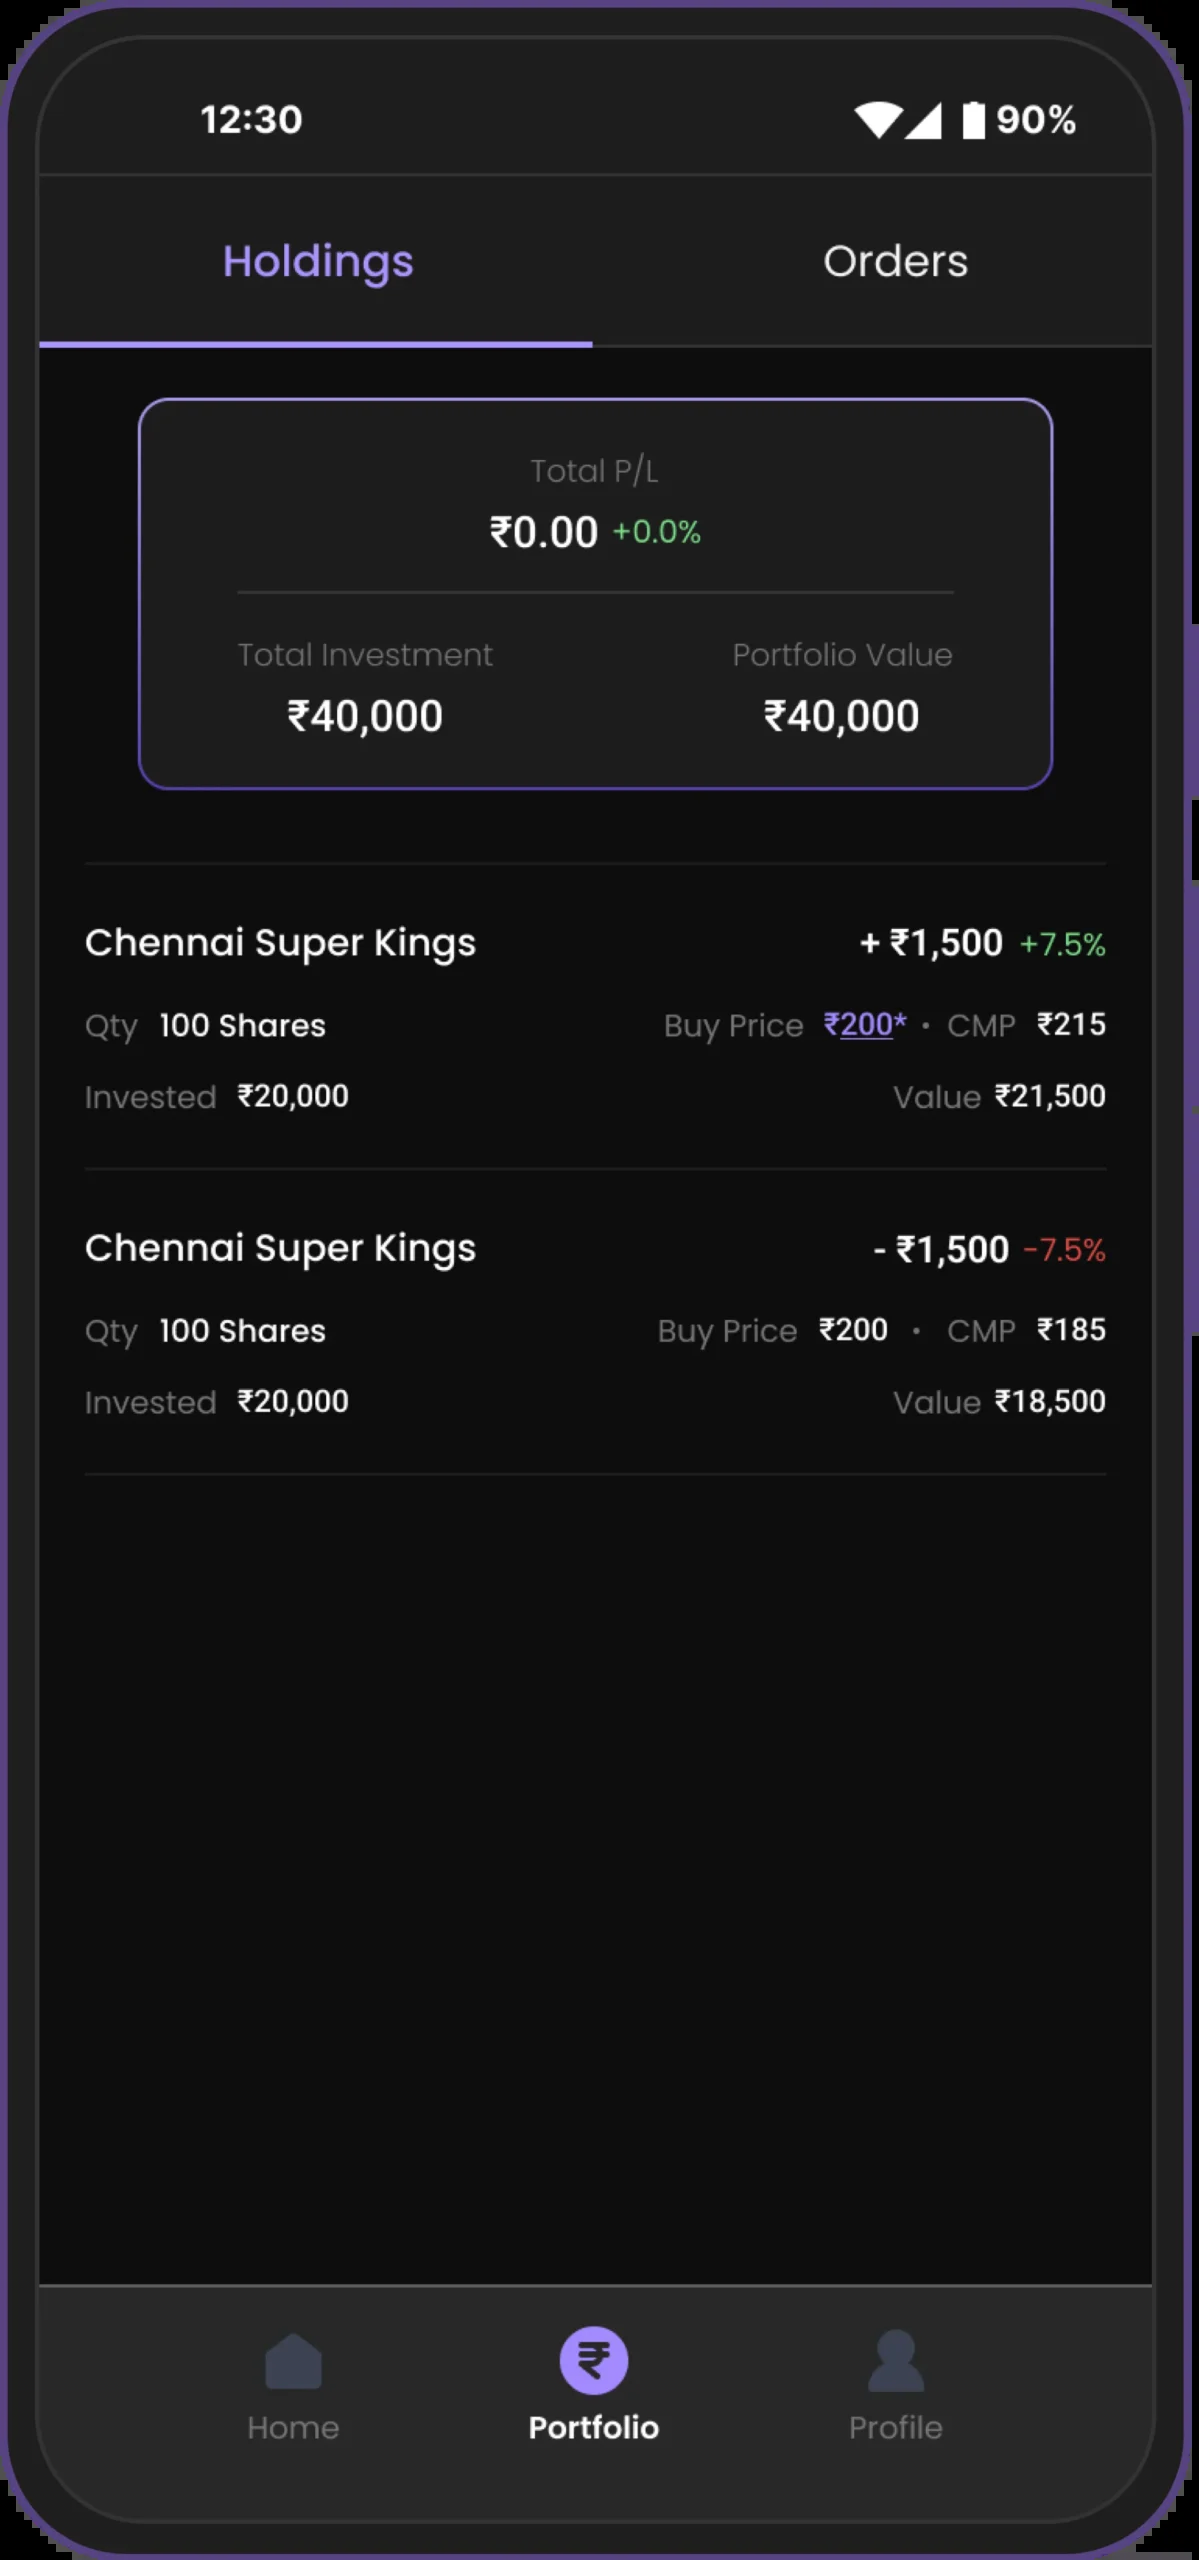 12:30 90%
Holdings Orders
Total P/L
₹0.00 +0.0%
Total Investment Portfolio Value
₹40,000 ₹40,000
Chennai Super Kings + ₹1,500 +7.5%
Qty 100 Shares Buy Price ₹200* • CMP ₹215
Invested ₹20,000 Value ₹21,500
Chennai Super Kings - ₹1,500 -7.5%
Qty 100 Shares Buy Price ₹200 • CMP ₹185
Invested ₹20,000 Value ₹18,500
₹
Home Portfolio Profile